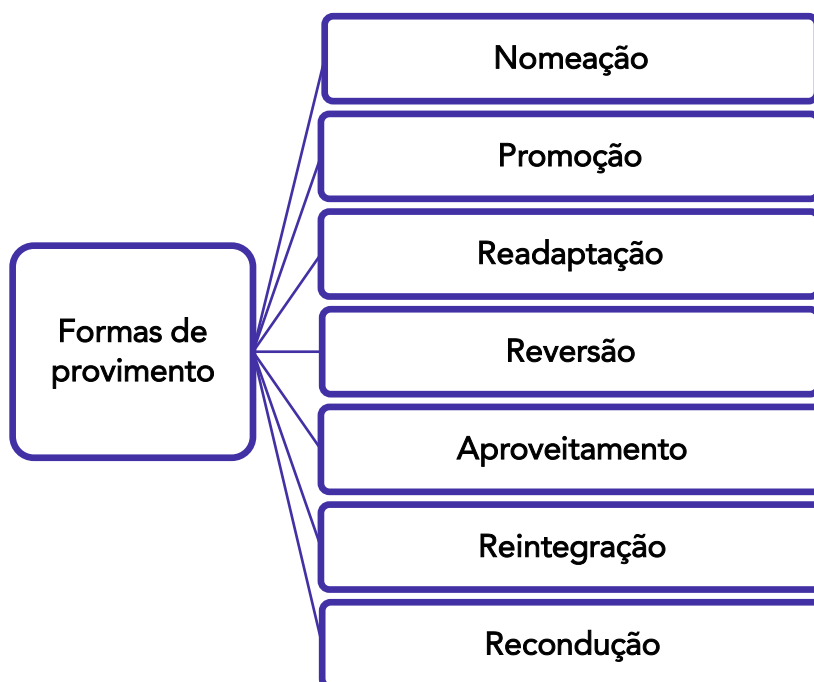 Formas de
provimento
Nomeação
Promoção
Readaptação
Reversão
Aproveitamento
Reintegração
Recondução